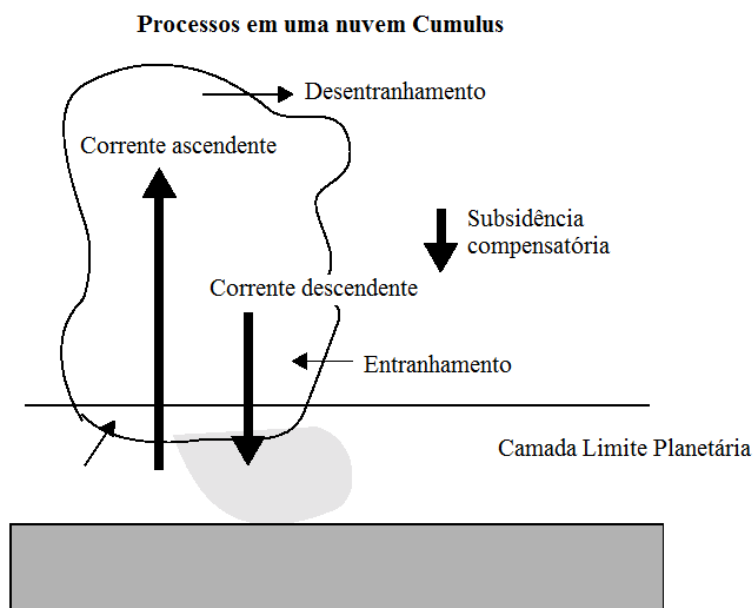 Processos em uma nuvem Cumulus
Desentranhamento
Corrente ascendente
Subsidência
compensatória
Corrente descendente
Entranhamento
Camada Limite Planetária